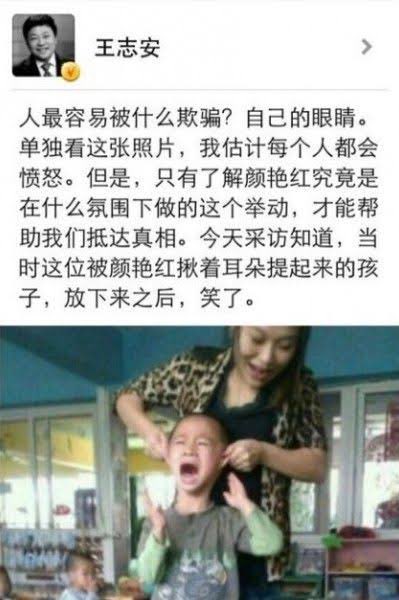 王志安
人最容易被什么欺骗？自己的眼睛。
单独看这张照片，我估计每个人都会
愤怒。但是，只有了解颜艳红究竟是
在什么氛围下做的这个举动，才能帮
助我们抵达真相。今天采访知道，当
时这位被颜艳红揪着耳朵提起来的孩
子，放下来之后，笑了。